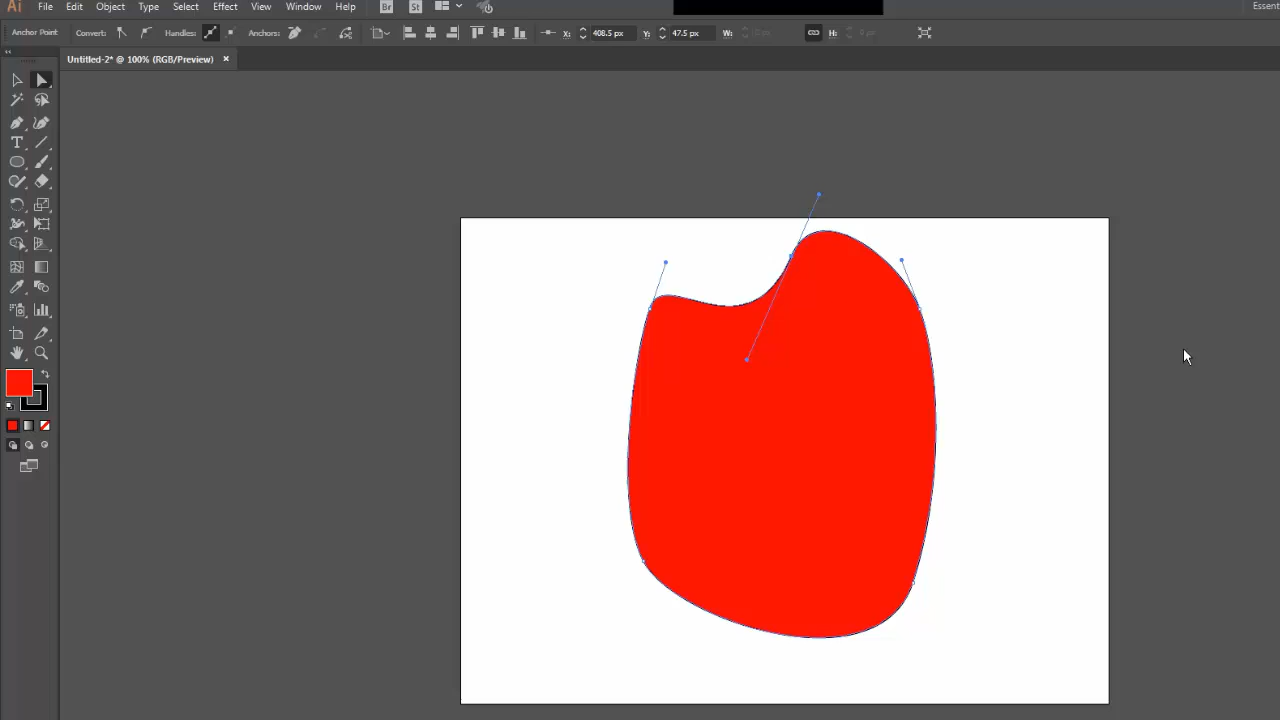 Ai File Edit Object Type Select Effect View Window Help Br St Essent
Anchor Point Convert: Handles: Anchors: X: 408.5 px Y: 47.5 px W: H:
Untitled-2* @ 100% (RGB/Preview) ×
T